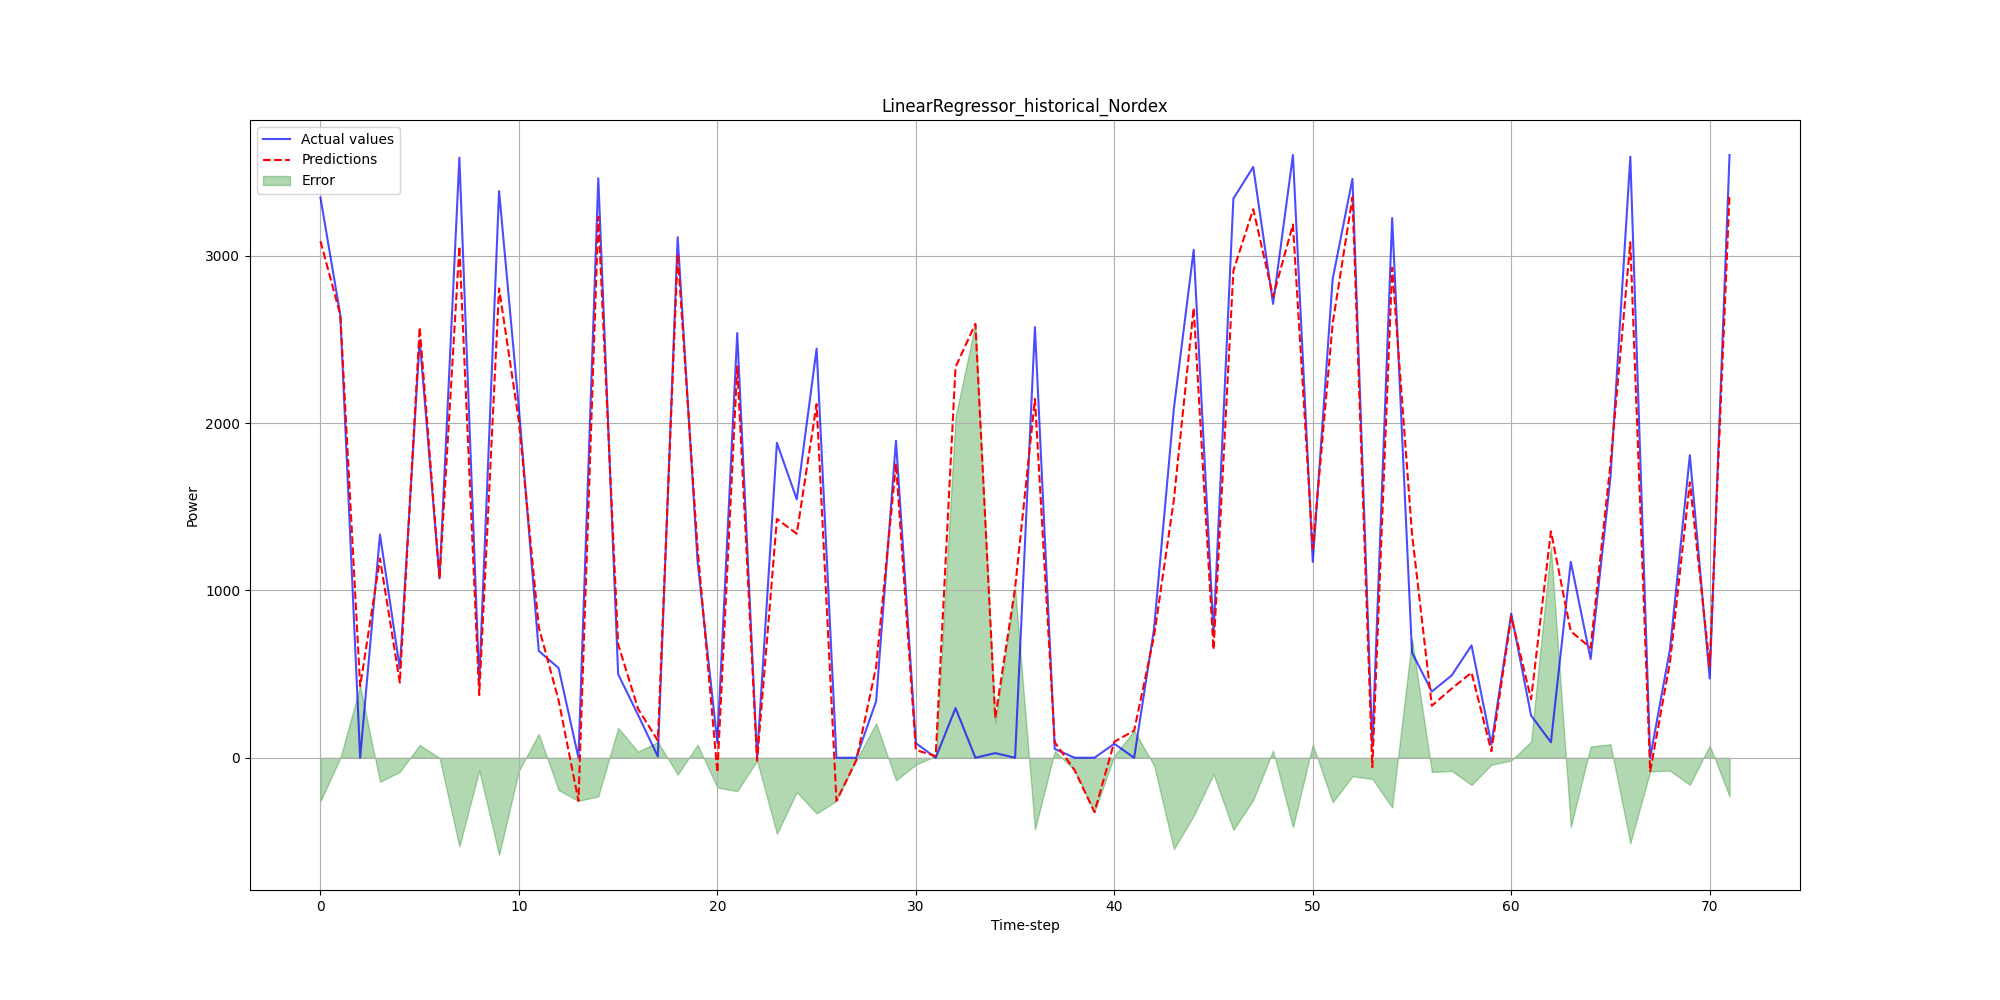 LinearRegressor_historical_Nordex
Actual values
Predictions
Error
Power
3000
2000
1000
0
0 10 20 30 40 50 60 70
Time-step